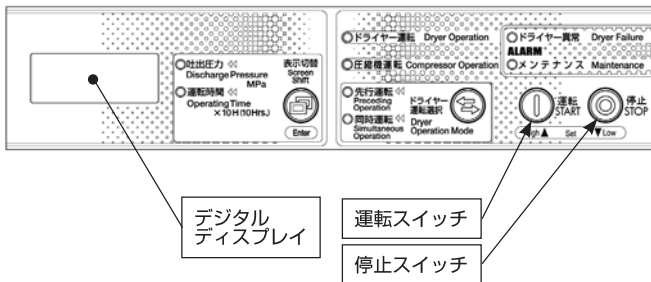 ○ドライヤー運転 Dryer Operation
○ドライヤー異常 Dryer Failure
ALARM
○圧縮機運転 Compressor Operation
○メンテナンス Maintenance
○吐出圧力
Discharge Pressure
MPa
○運転時間
Operating Time
×10H(10Hrs.)
表示切替
Screen
Shift
Enter
○先行運転
Preceding
Operation
○同時運転
Simultaneous
Operation
ドライヤー
運転選択
Dryer
Operation Mode
運転
START
停止
STOP
High▲ Set ▼Low
デジタル
ディスプレイ
運転スイッチ
停止スイッチ